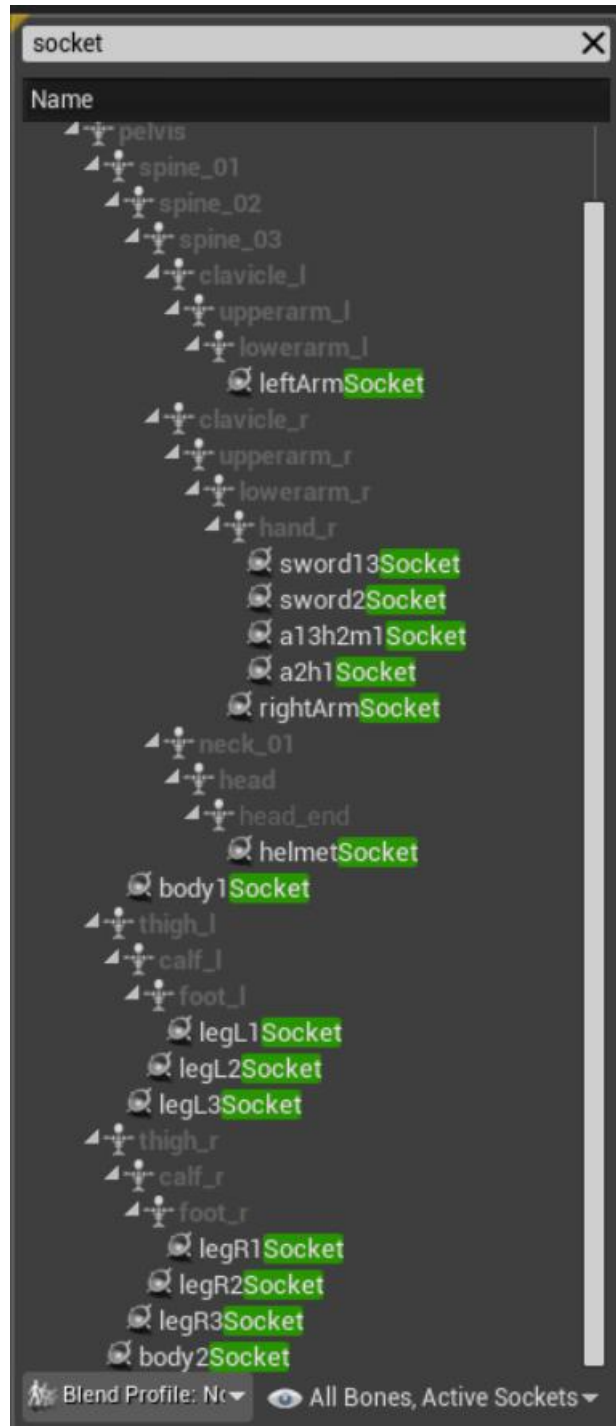 socket
Name
pelvis
spine_01
spine_02
spine_03
clavicle_l
upperarm_l
lowerarm_l
leftArmSocket
clavicle_r
upperarm_r
lowerarm_r
hand_r
sword13Socket
sword2Socket
a13h2m1Socket
a2h1Socket
rightArmSocket
neck_01
head
head_end
helmetSocket
body1Socket
thigh_l
calf_l
foot_l
legL1Socket
legL2Socket
legL3Socket
thigh_r
calf_r
foot_r
legR1Socket
legR2Socket
legR3Socket
body2Socket
Blend Profile: No All Bones, Active Sockets